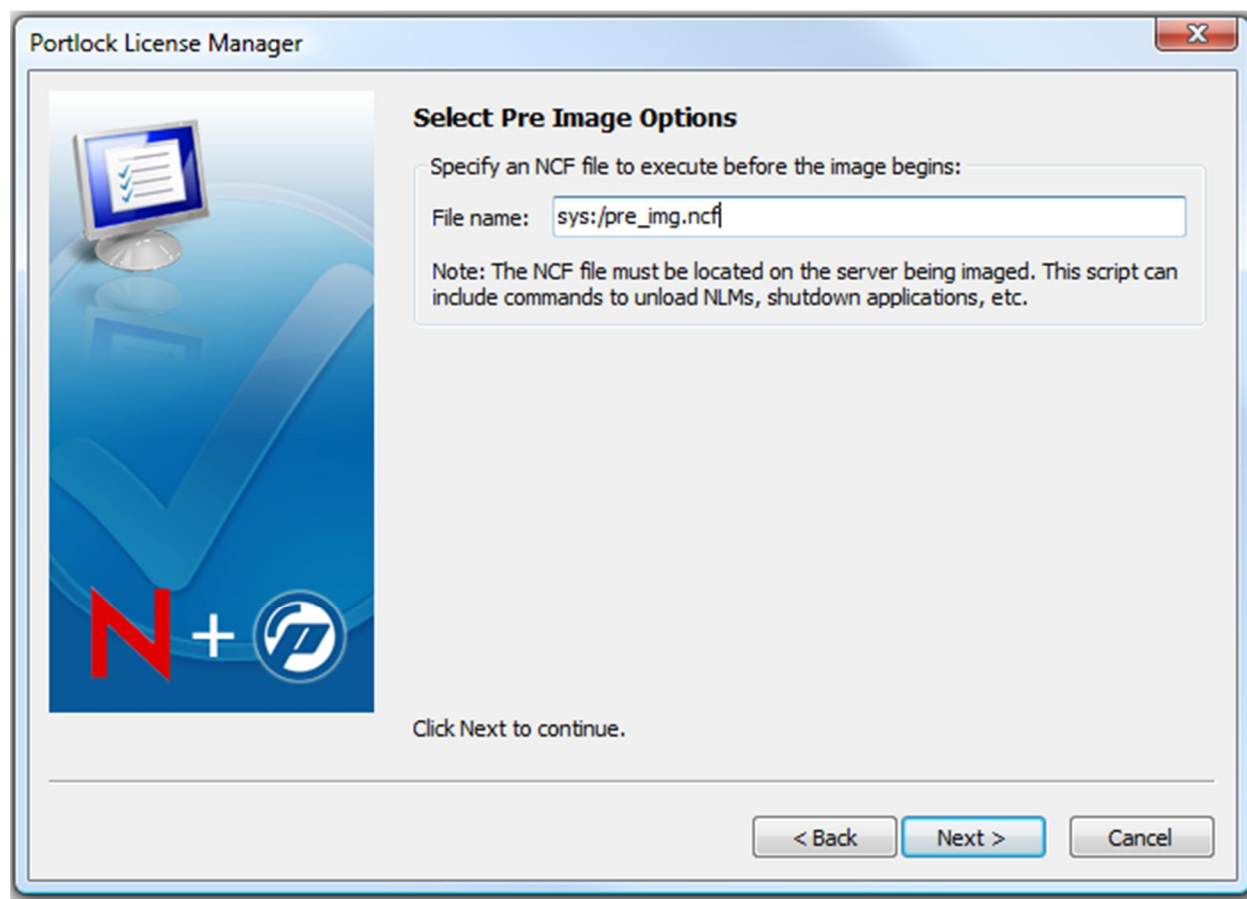 Portlock License Manager
Select Pre Image Options
Specify an NCF file to execute before the image begins:
File name: sys:/pre_img.ncf
Note: The NCF file must be located on the server being imaged. This script can
include commands to unload NLMs, shutdown applications, etc.
N + P
Click Next to continue.
< Back Next > Cancel